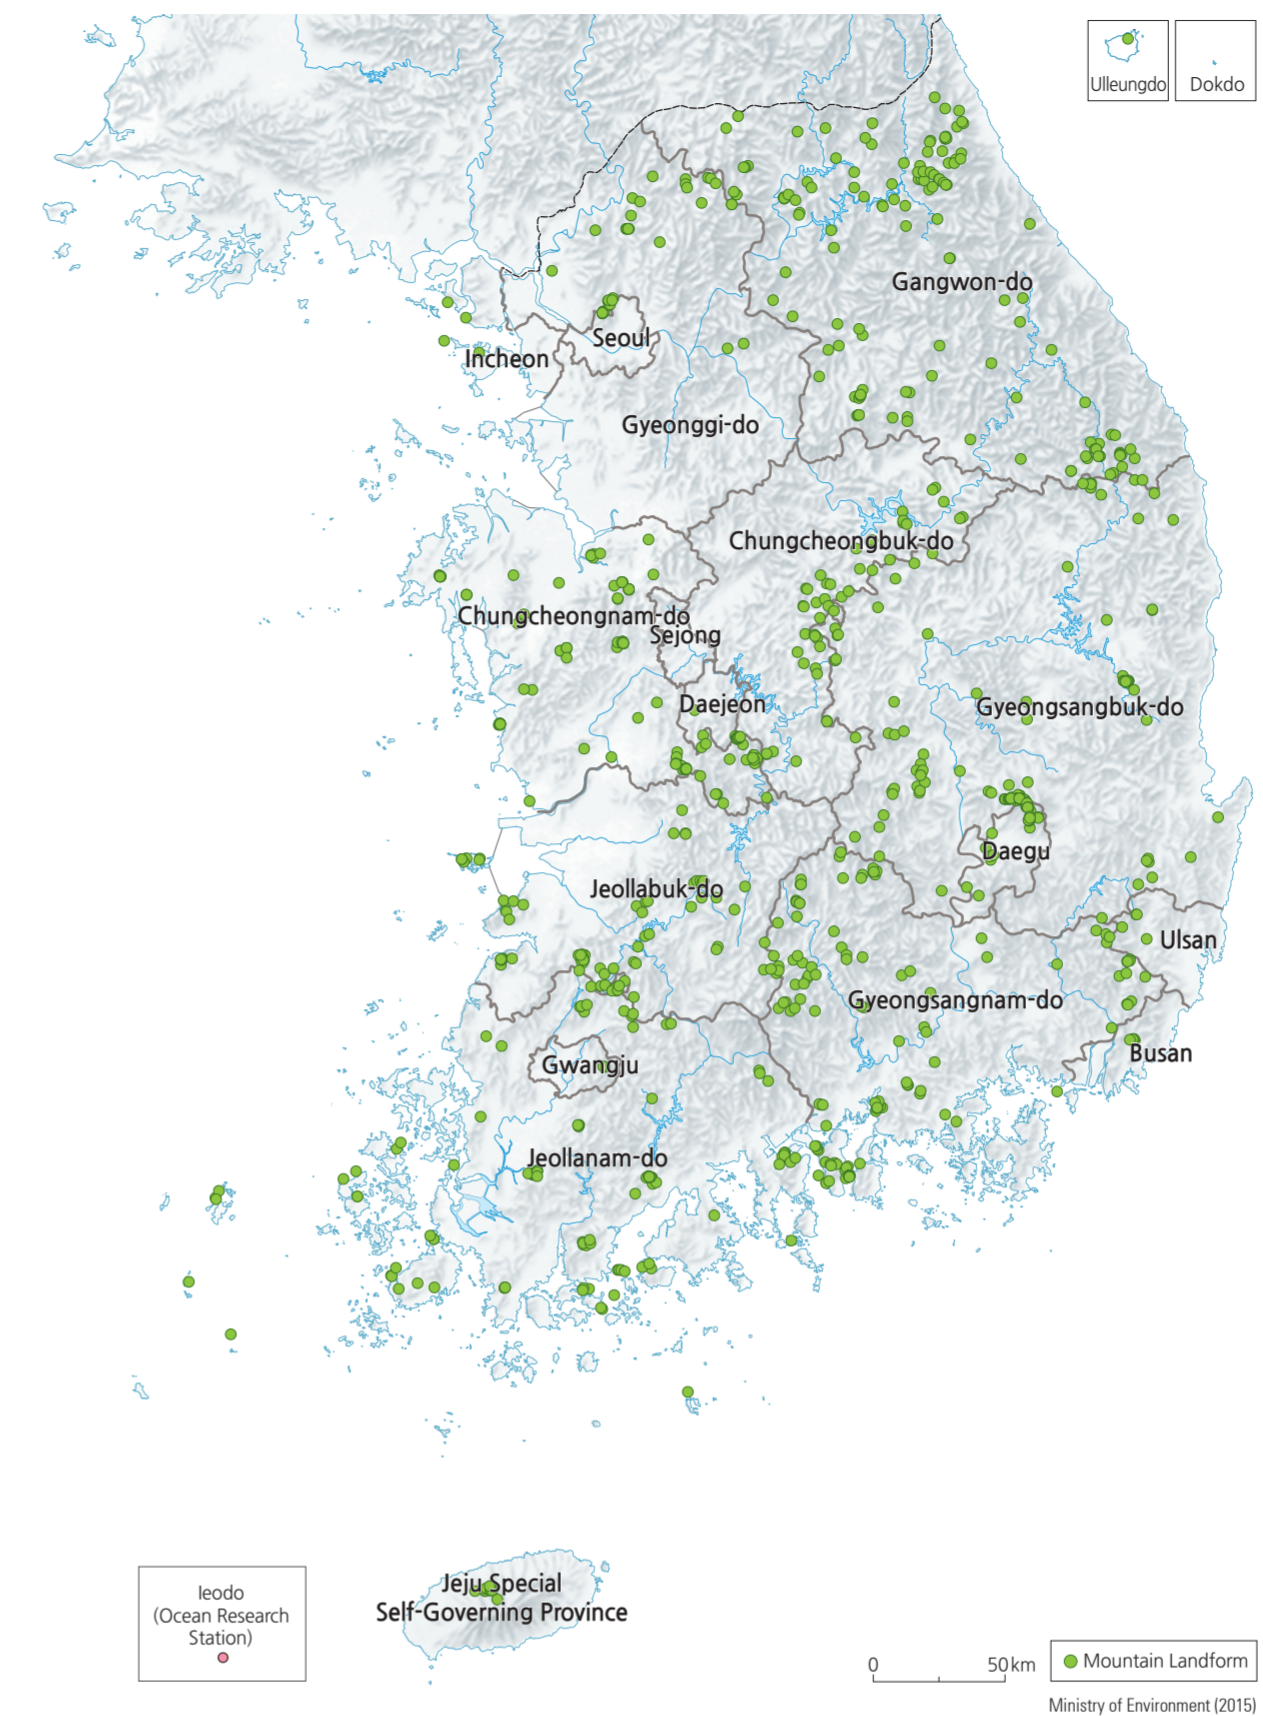 Ulleungdo
Dokdo
Gangwon-do
Seoul
Incheon
Gyeonggi-do
Chungcheongbuk-do
Chungcheongnam-do
Sejong
Daejeon
Gyeongsangbuk-do
Daegu
Jeollabuk-do
Ulsan
Gyeongsangnam-do
Busan
Gwangju
Jeollanam-do
Jeju Special
Self-Governing Province
Ieodo
(Ocean Research
Station)
0 50km
Mountain Landform
Ministry of Environment (2015)